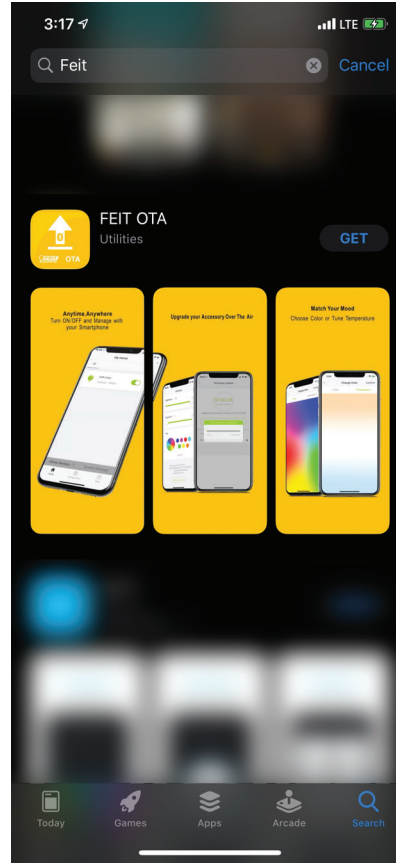 3:17
LTE
Feit
Cancel
FEIT OTA
Utilities
GET
OTA
Anytime,Anywhere
Turn ON/OFF and Manage with
your Smartphone
Upgrade your Accessory Over The Air
Match Your Mood
Choose Color or Tune Temperature
Today
Games
Apps
Arcade
Search